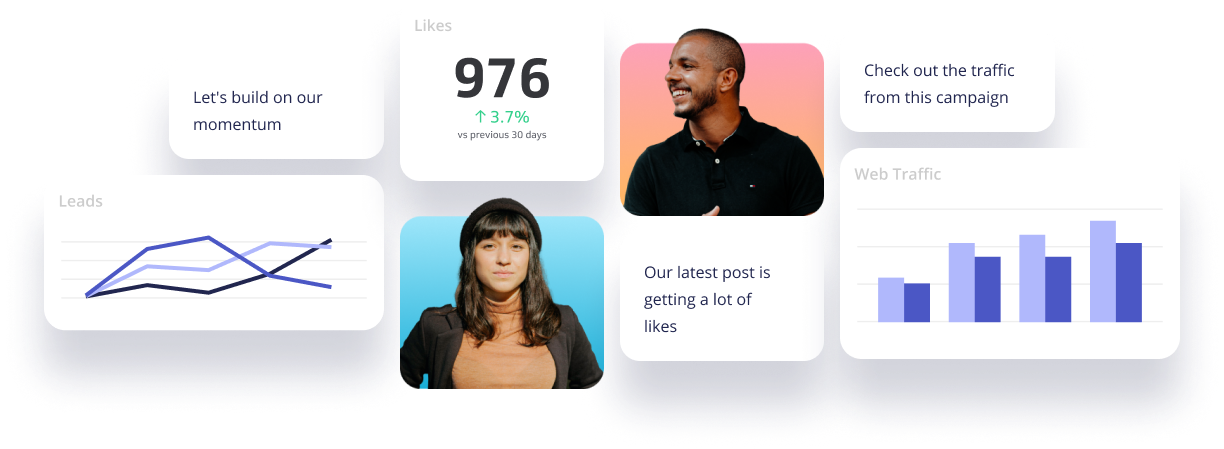 Let's build on our
momentum
Leads
Likes
976
↑ 3.7%
vs previous 30 days
Our latest post is
getting a lot of
likes
Check out the traffic
from this campaign
Web Traffic